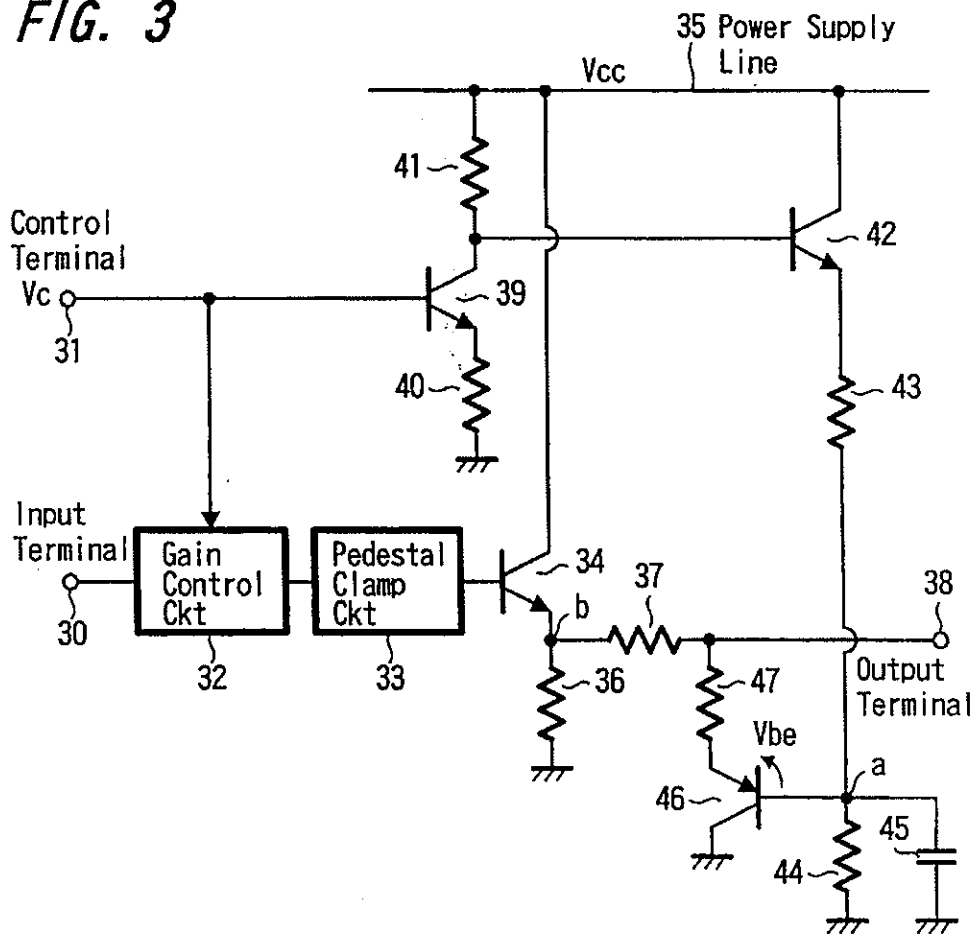 FIG. 3
35 Power Supply
Line
Vcc
41
Control
Terminal
Vc
31
39
42
40
43
Input
Terminal
30
Gain
Control
Ckt
32
Pedestal
Clamp
Ckt
33
34
b
37
38
36
47
Output
Terminal
Vbe
a
46
45
44